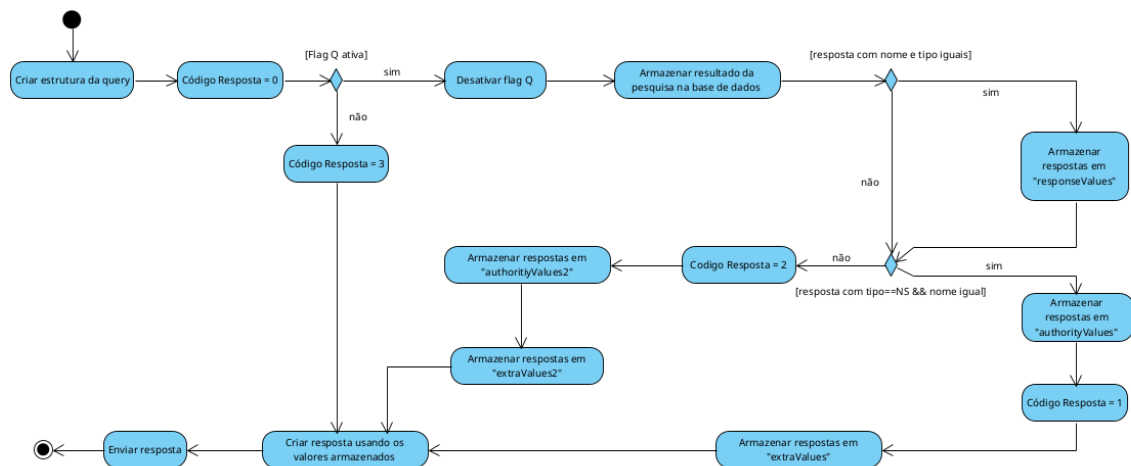 [Flag Q ativa]
[resposta com nome e tipo iguais]
Criar estrutura da query
Código Resposta = 0
sim
Desativar flag Q
Armazenar resultado da
pesquisa na base de dados
sim
não
Código Resposta = 3
Armazenar
respostas em
"responseValues"
não
Armazenar respostas em
"authoritiyValues2"
Codigo Resposta = 2
não
sim
[resposta com tipo==NS && nome igual]
Armazenar
respostas em
"authorityValues"
Armazenar respostas em
"extraValues2"
Código Resposta = 1
Enviar resposta
Criar resposta usando os
valores armazenados
Armazenar respostas em
"extraValues"